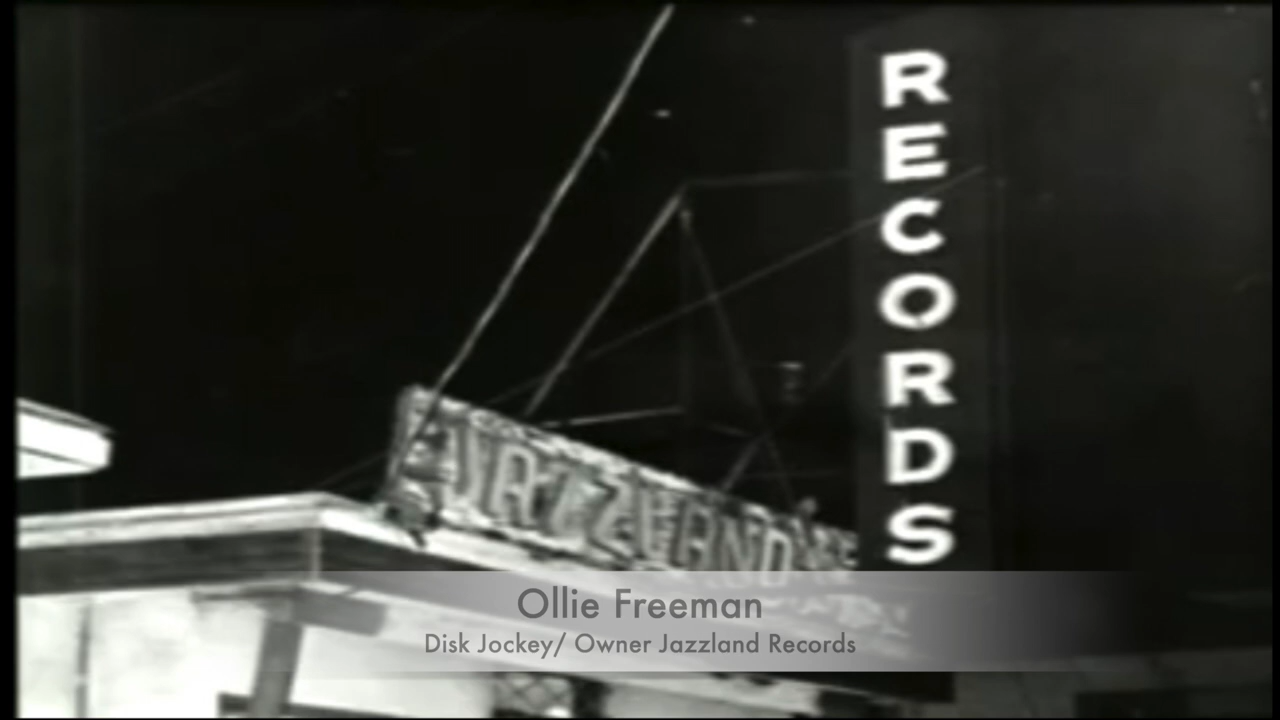 RECORDS
JAZZLAND
Ollie Freeman
Disk Jockey/ Owner Jazzland Records